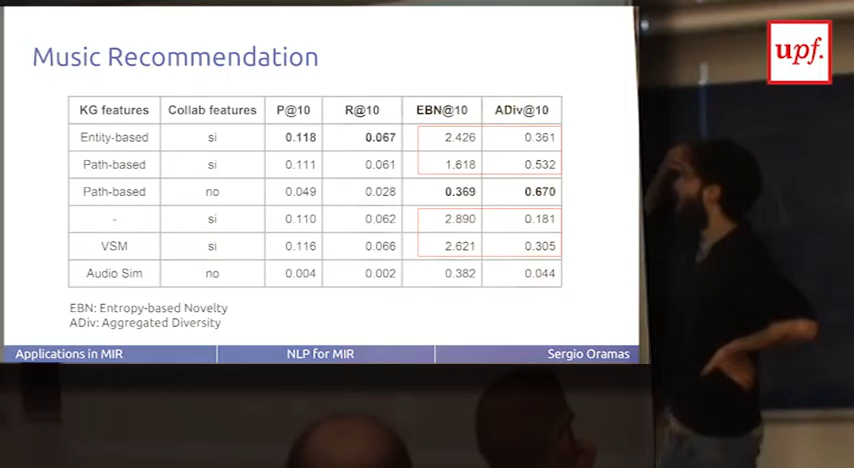 Music Recommendation
upf.
KG features Collab features P@10 R@10 EBN@10 ADiv@10
Entity-based si 0.118 0.067 2.426 0.361
Path-based si 0.111 0.061 1.618 0.532
Path-based no 0.049 0.028 0.369 0.670
- si 0.110 0.062 2.890 0.181
VSM si 0.116 0.066 2.621 0.305
Audio Sim no 0.004 0.002 0.382 0.044
EBN: Entropy-based Novelty
ADiv: Aggregated Diversity
Applications in MIR NLP for MIR Sergio Oramas